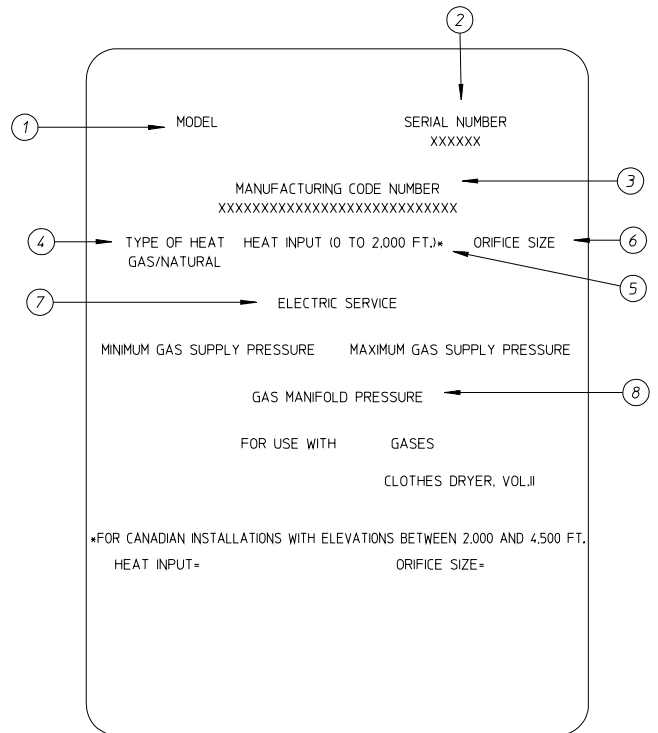 2
1 MODEL SERIAL NUMBER
XXXXXX
3
MANUFACTURING CODE NUMBER
XXXXXXXXXXXXXXXXXXXXXXXXXXXX
4 TYPE OF HEAT HEAT INPUT (0 TO 2,000 FT.)* ORIFICE SIZE 6
GAS/NATURAL
5
7 ELECTRIC SERVICE
MINIMUM GAS SUPPLY PRESSURE MAXIMUM GAS SUPPLY PRESSURE
GAS MANIFOLD PRESSURE 8
FOR USE WITH GASES
CLOTHES DRYER, VOL.II
*FOR CANADIAN INSTALLATIONS WITH ELEVATIONS BETWEEN 2,000 AND 4,500 FT.
HEAT INPUT= ORIFICE SIZE=